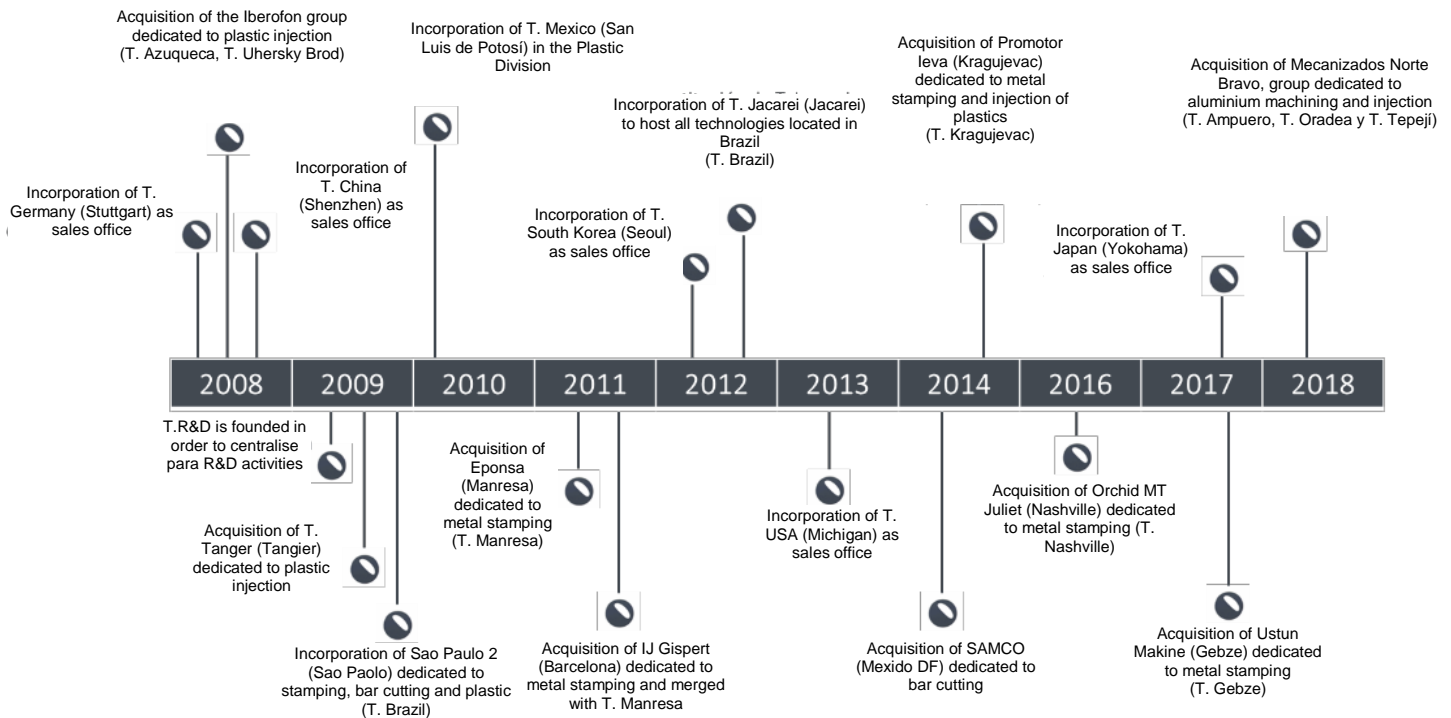 Acquisition of the Iberofon group
dedicated to plastic injection
(T. Azuqueca, T. Uhersky Brod)
Incorporation of T. Mexico (San
Luis de Potosí) in the Plastic
Division
Acquisition of Promotor
Ieva (Kragujevac)
dedicated to metal
stamping and injection of
plastics
(T. Kragujevac)
Acquisition of Mecanizados Norte
Bravo, group dedicated to
aluminium machining and injection
(T. Ampuero, T. Oradea y T. Tepejí)
Incorporation of T. Jacarei (Jacarei)
to host all technologies located in
Brazil
(T. Brazil)
Incorporation of T.
Germany (Stuttgart) as
sales office
Incorporation of
T. China
(Shenzhen) as
sales office
Incorporation of T.
South Korea (Seoul)
as sales office
Incorporation of T.
Japan (Yokohama)
as sales office
2008 2009 2010 2011 2012 2013 2014 2016 2017 2018
T.R&D is founded in
order to centralise
para R&D activities
Acquisition of T.
Tanger (Tangier)
dedicated to plastic
injection
Incorporation of Sao Paulo 2
(Sao Paolo) dedicated to
stamping, bar cutting and plastic
(T. Brazil)
Acquisition of
Eponsa
(Manresa)
dedicated to
metal stamping
(T. Manresa)
Acquisition of IJ Gispert
(Barcelona) dedicated to
metal stamping and merged
with T. Manresa
Incorporation of T.
USA (Michigan) as
sales office
Acquisition of SAMCO
(Mexido DF) dedicated to
bar cutting
Acquisition of Orchid MT
Juliet (Nashville) dedicated
to metal stamping (T.
Nashville)
Acquisition of Ustun
Makine (Gebze) dedicated
to metal stamping
(T. Gebze)